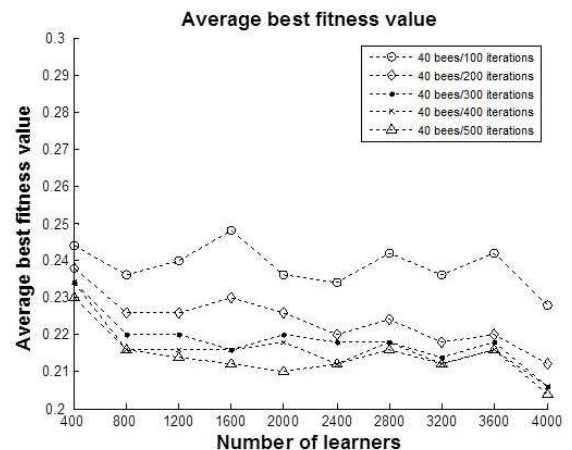 Average best fitness value
0.3
0.29
0.28
0.27
0.26
0.25
0.24
0.23
0.22
0.21
0.2
Average best fitness value
40 bees/100 iterations
40 bees/200 iterations
40 bees/300 iterations
40 bees/400 iterations
40 bees/500 iterations
400 800 1200 1600 2000 2400 2800 3200 3600 4000
Number of learners